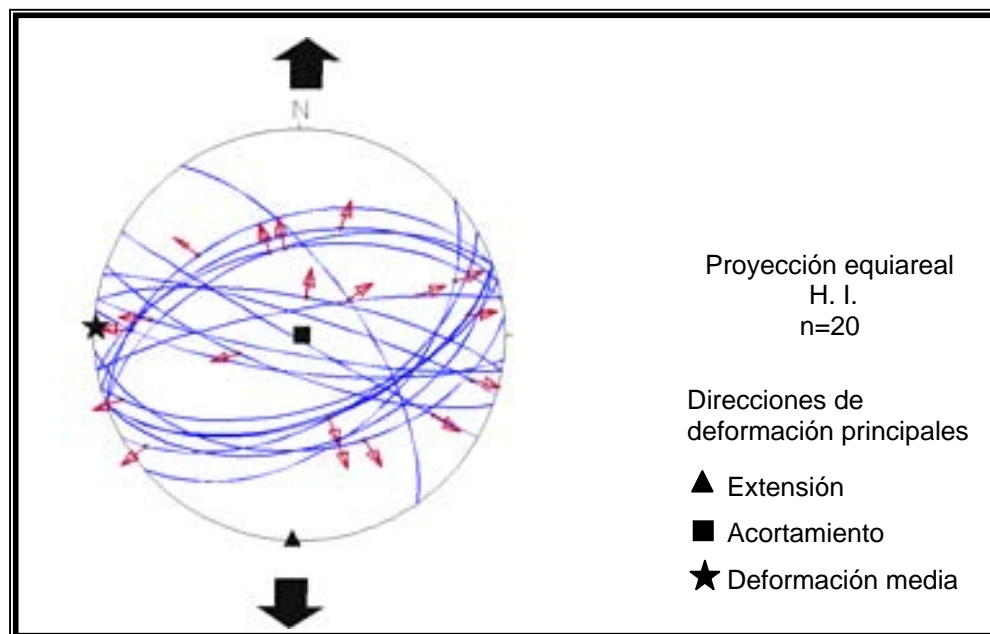 N
Proyección equiareal
H. I.
n=20
Direcciones de
deformación principales
Extensión
Acortamiento
Deformación media